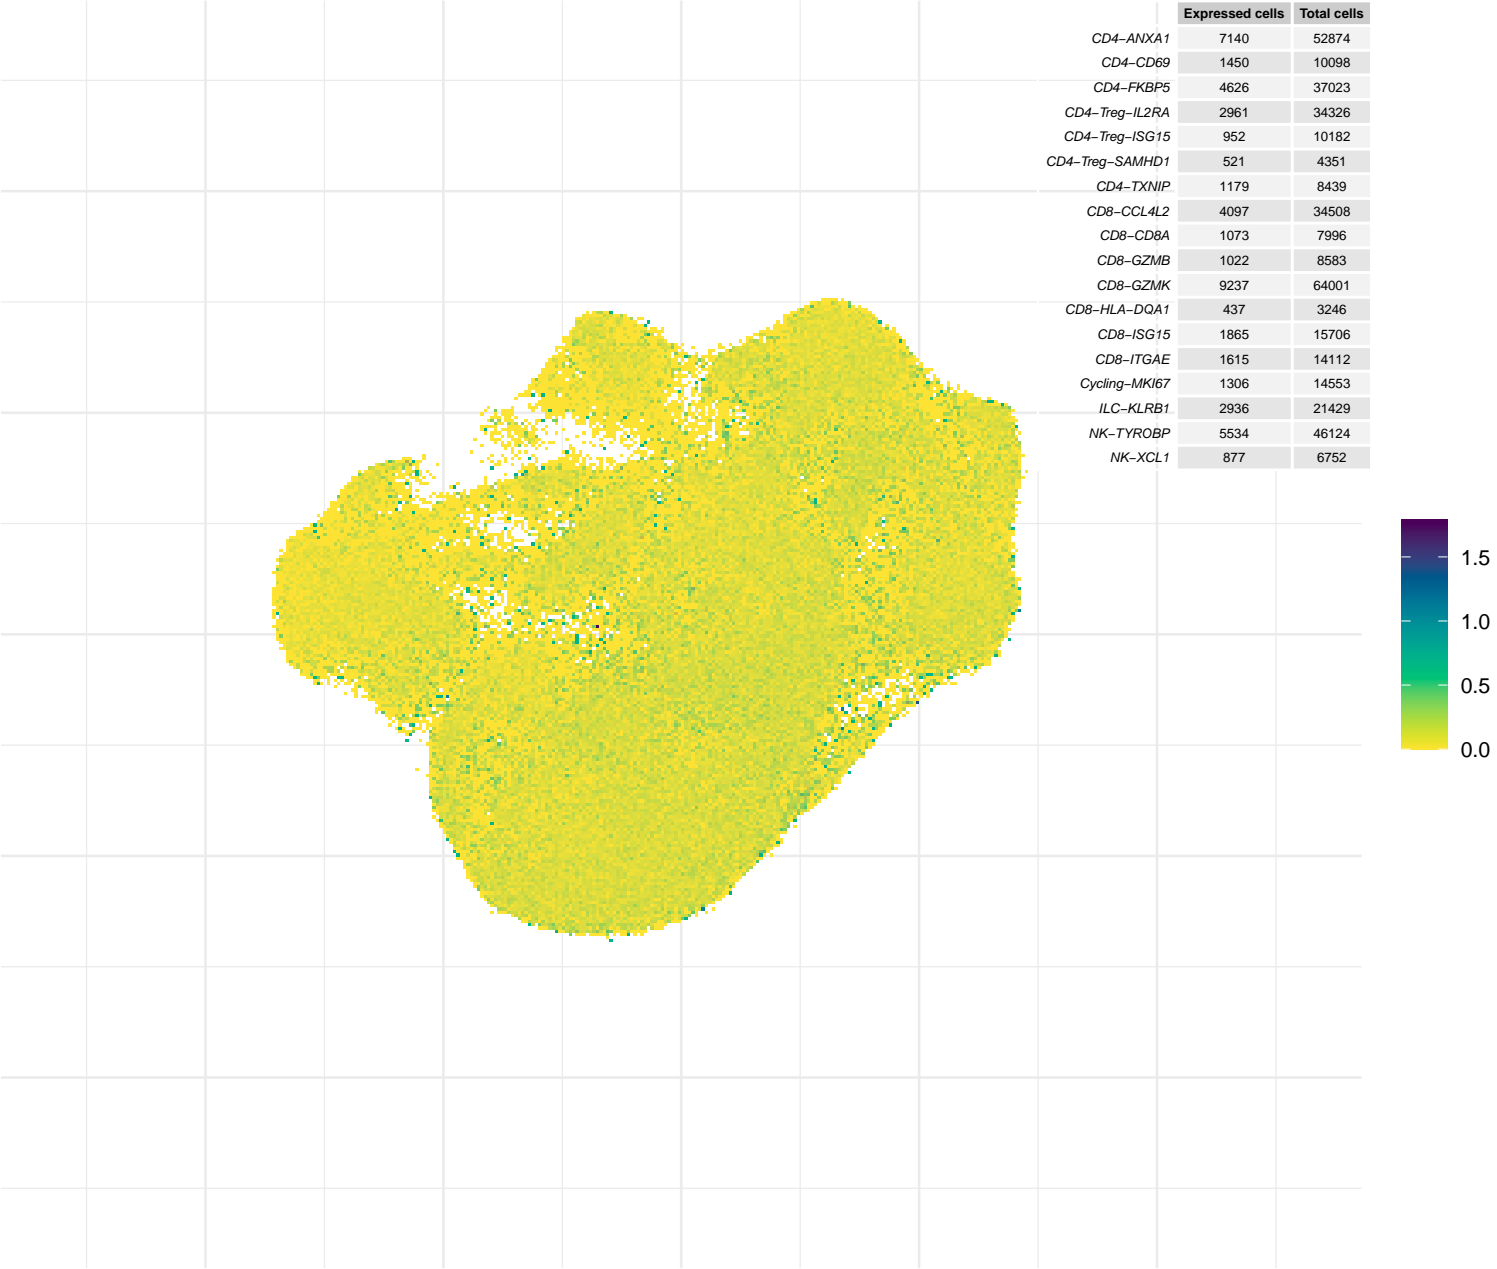 Expressed cells Total cells
CD4−ANXA1 7140 52874
CD4−CD69 1450 10098
CD4−FKBP5 4626 37023
CD4−Treg−IL2RA 2961 34326
CD4−Treg−ISG15 952 10182
CD4−Treg−SAMHD1 521 4351
CD4−TXNIP 1179 8439
CD8−CCL4L2 4097 34508
CD8−CD8A 1073 7996
CD8−GZMB 1022 8583
CD8−GZMK 9237 64001
CD8−HLA−DQA1 437 3246
CD8−ISG15 1865 15706
CD8−ITGAE 1615 14112
Cycling−MKI67 1306 14553
ILC−KLRB1 2936 21429
NK−TYROBP 5534 46124
NK−XCL1 877 6752
1.5
1.0
0.5
0.0